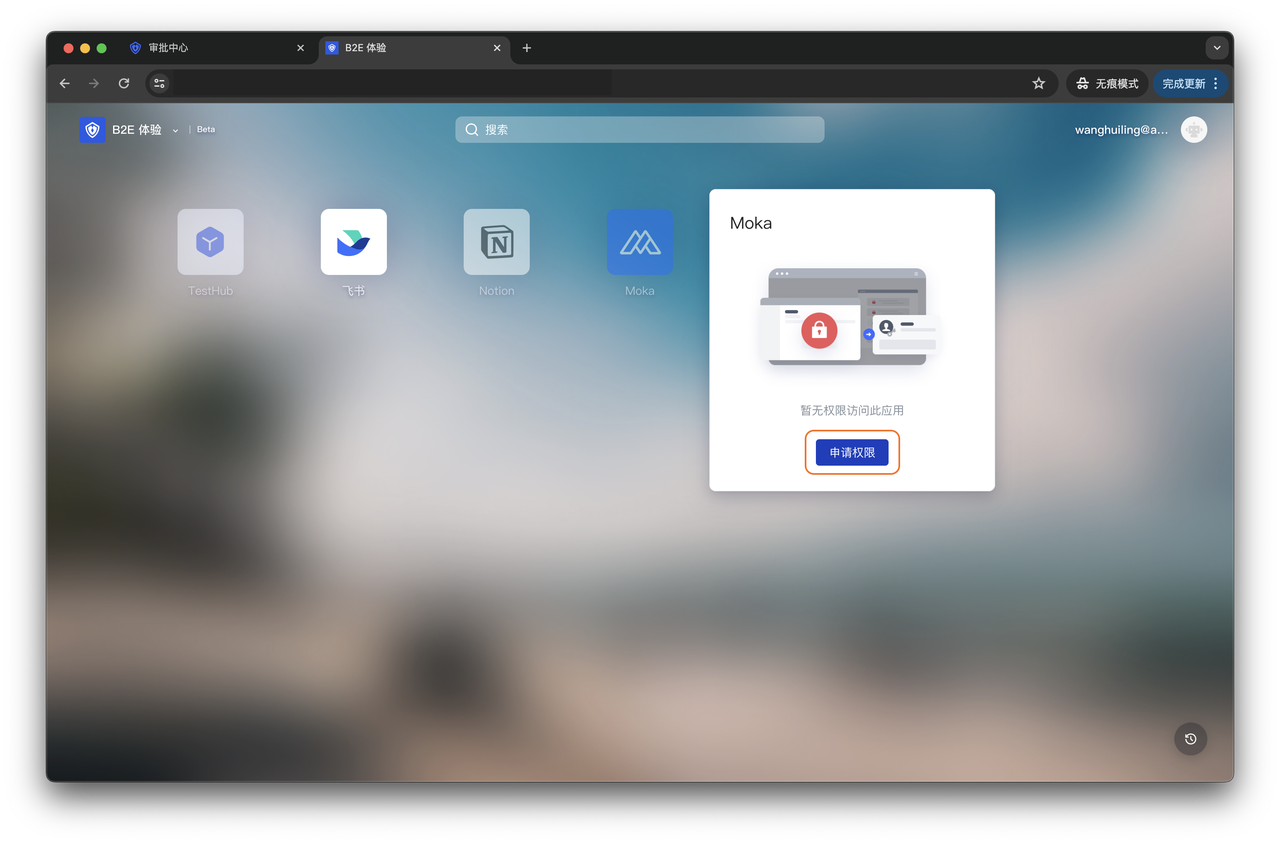 审批中心
B2E 体验
无痕模式
完成更新
B2E 体验
Beta
搜索
wanghuiling@a...
TestHub
飞书
Notion
Moka
Moka
暂无权限访问此应用
申请权限